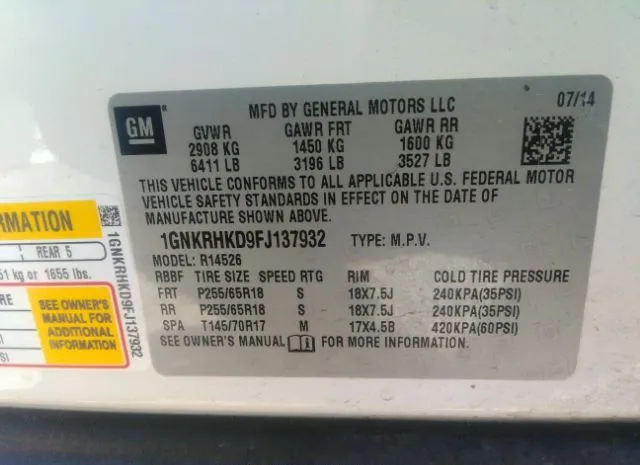 GM
MFD BY GENERAL MOTORS LLC 07/14
GVWR GAWR FRT GAWR RR
2908 KG 1450 KG 1600 KG
6411 LB 3196 LB 3527 LB
THIS VEHICLE CONFORMS TO ALL APPLICABLE U.S. FEDERAL MOTOR
VEHICLE SAFETY STANDARDS IN EFFECT ON THE DATE OF
MANUFACTURE SHOWN ABOVE.
1GNKRHKD9FJ137932 TYPE: M.P.V.
MODEL: R14526
RBBF TIRE SIZE SPEED RTG RIM COLD TIRE PRESSURE
FRT P255/65R18 S 18X7.5J 240KPA(35PSI)
RR P255/65R18 S 18X7.5J 240KPA(35PSI)
SPA T145/70R17 M 17X4.5B 420KPA(60PSI)
SEE OWNER'S MANUAL FOR MORE INFORMATION.
REAR 5
1655 lbs.
SEE OWNER'S
MANUAL FOR
ADDITIONAL
INFORMATION
1GNKRHKD9FJ137932